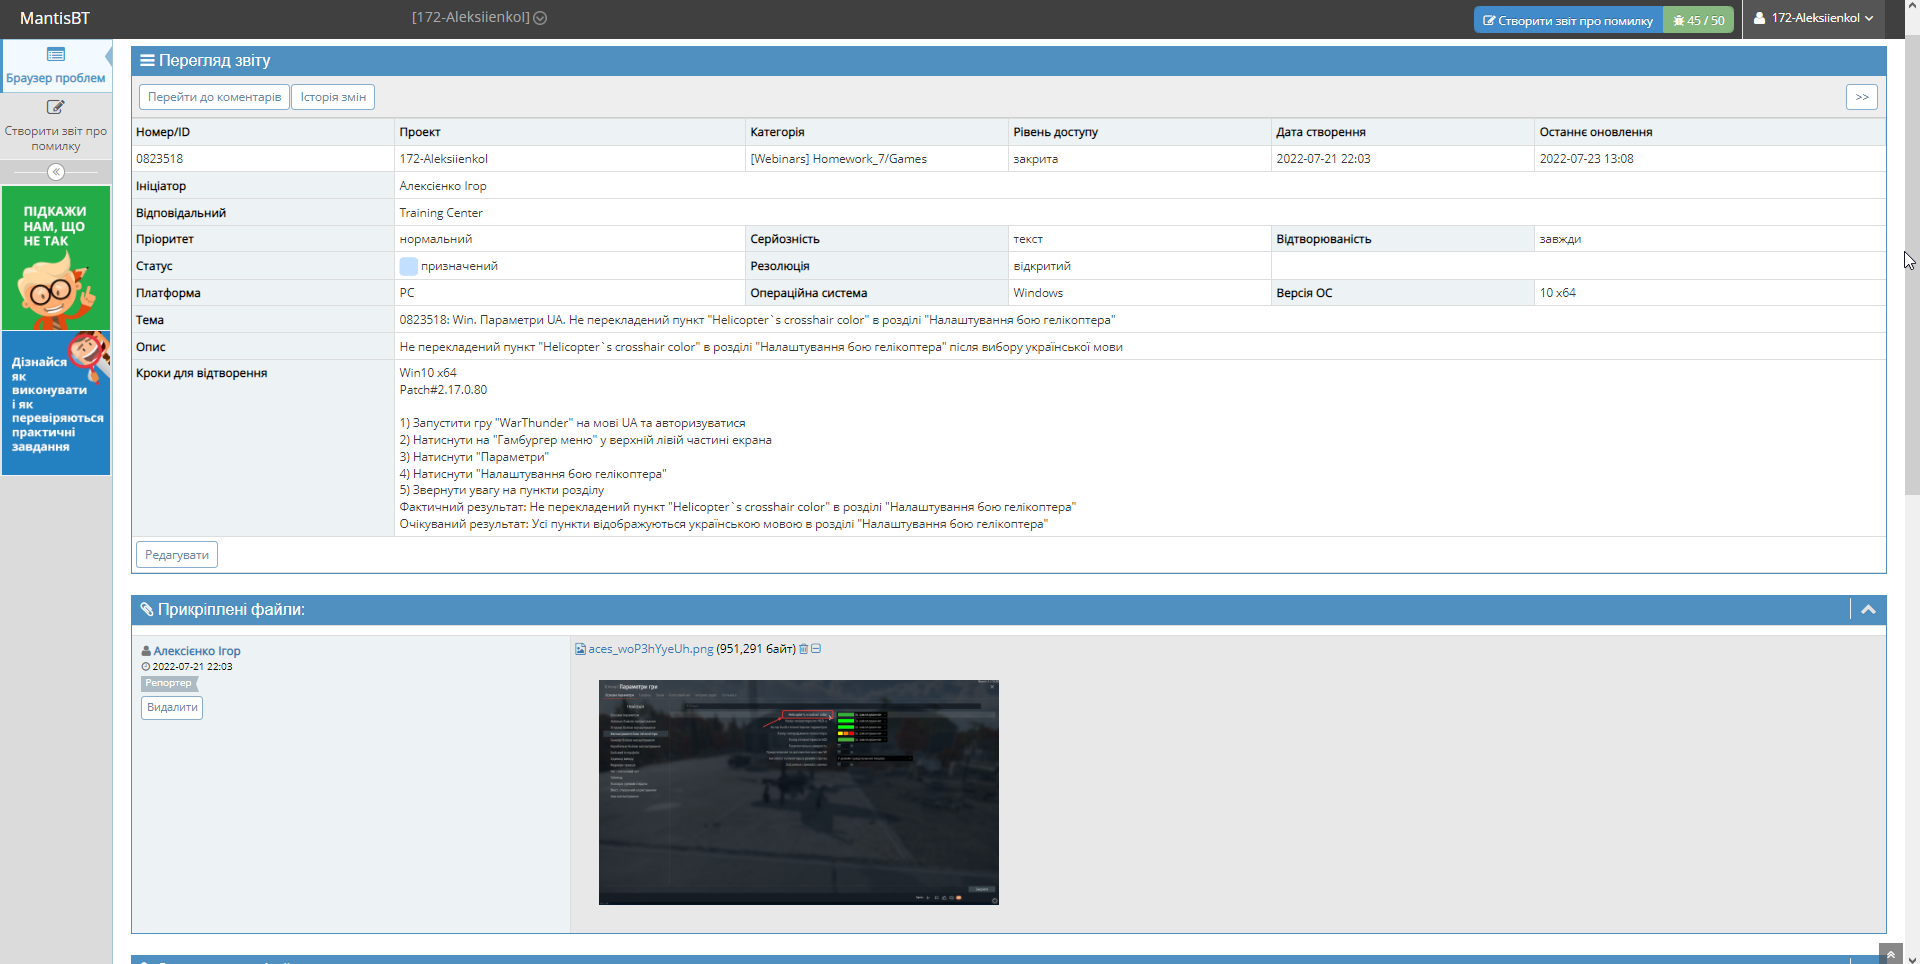 MantisBT
[172-Aleksiienkol]
Створити звіт про помилку
45 / 50
172-Aleksiienkol
Браузер проблем
Створити звіт про
помилку
ПІДКАЖИ
НАМ, ЩО
НЕ ТАК
Дізнайся
як
виконувати
і як
перевіряються
практичні
завдання
Перегляд звіту
Перейти до коментарів
Історія змін
>>
Номер/ID Проект Категорія Рівень доступу Дата створення Останнє оновлення
0823518 172-Aleksiienkol [Webinars] Homework_7/Games закрита 2022-07-21 22:03 2022-07-23 13:08
Ініціатор Алексієнко Ігор
Відповідальний Training Center
Пріоритет нормальний Серйозність текст Відтворюваність завжди
Статус призначений Резолюція відкритий
Платформа PC Операційна система Windows Версія ОС 10 x64
Тема 0823518: Win. Параметри UA. Не перекладений пункт "Helicopter`s crosshair color" в розділі "Налаштування бою гелікоптера"
Опис Не перекладений пункт "Helicopter`s crosshair color" в розділі "Налаштування бою гелікоптера" після вибору української мови
Кроки для відтворення Win10 x64
Patch#2.17.0.80
1) Запустити гру "WarThunder" на мові UA та авторизуватися
2) Натиснути на "Гамбургер меню" у верхній лівій частині екрана
3) Натиснути "Параметри"
4) Натиснути "Налаштування бою гелікоптера"
5) Звернути увагу на пункти розділу
Фактичний результат: Не перекладений пункт "Helicopter`s crosshair color" в розділі "Налаштування бою гелікоптера"
Очікуваний результат: Усі пункти відображуються українською мовою в розділі "Налаштування бою гелікоптера"
Редагувати
Прикріплені файли:
Алексієнко Ігор
2022-07-21 22:03
Репортер
Видалити
aces_woP3hYyeUh.png (951,291 байт)
Параметри гри